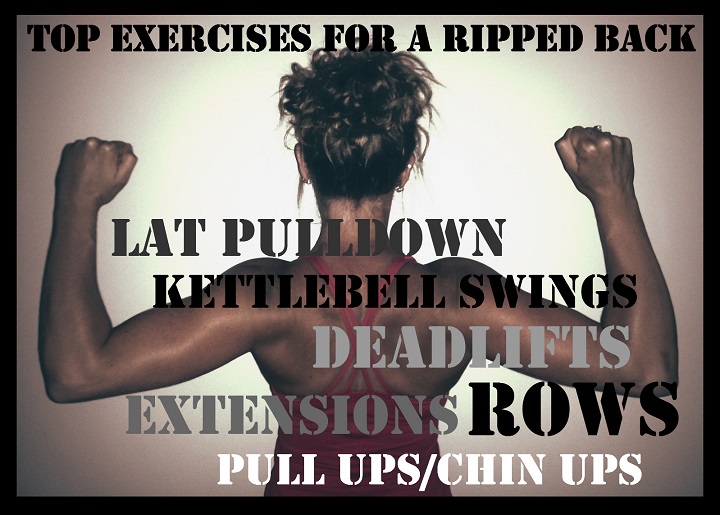 TOP EXERCISES FOR A RIPPED BACK
LAT PULLDOWN
KETTLEBELL SWINGS
DEADLIFTS
EXTENSIONS ROWS
PULL UPS/CHIN UPS